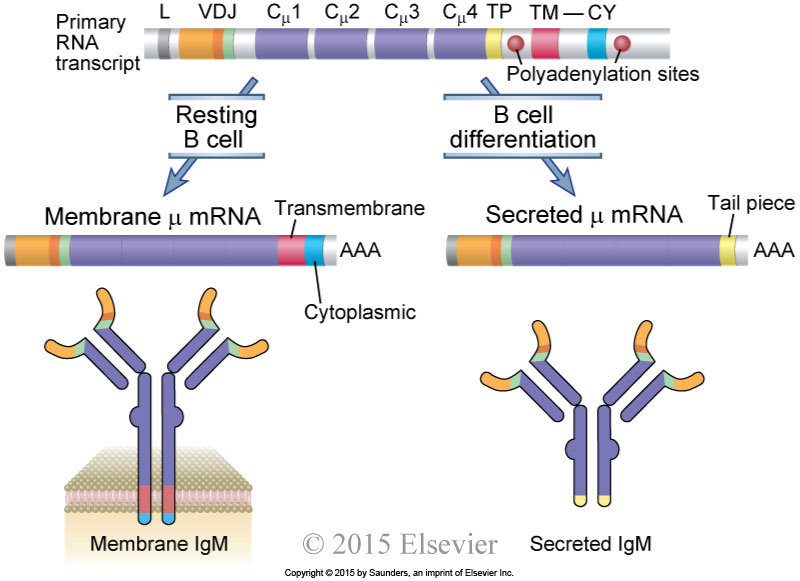 L VDJ Cμ1 Cμ2 Cμ3 Cμ4 TP TM — CY
Primary
RNA
transcript
Polyadenylation sites
Resting
B cell
B cell
differentiation
Membrane μ mRNA
Transmembrane
AAA
Cytoplasmic
Secreted μ mRNA
Tail piece
AAA
Membrane IgM
Secreted IgM
© 2015 Elsevier
Copyright © 2015 by Saunders, an imprint of Elsevier Inc.